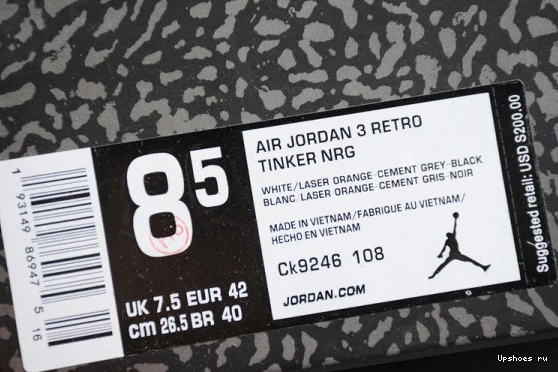 AIR JORDAN 3 RETRO
TINKER NRG
WHITE/LASER ORANGE-CEMENT GREY-BLACK
BLANC/LASER ORANGE-CEMENT GRIS-NOIR
MADE IN VIETNAM/FABRIQUE AU VIETNAM/
HECHO EN VIETNAM
Ck9246 108
JORDAN.COM
8 5
UK 7.5 EUR 42
cm 26.5 BR 40
1 93149 86947 5 16
Suggested retail: USD S200.00
Upshoes ru